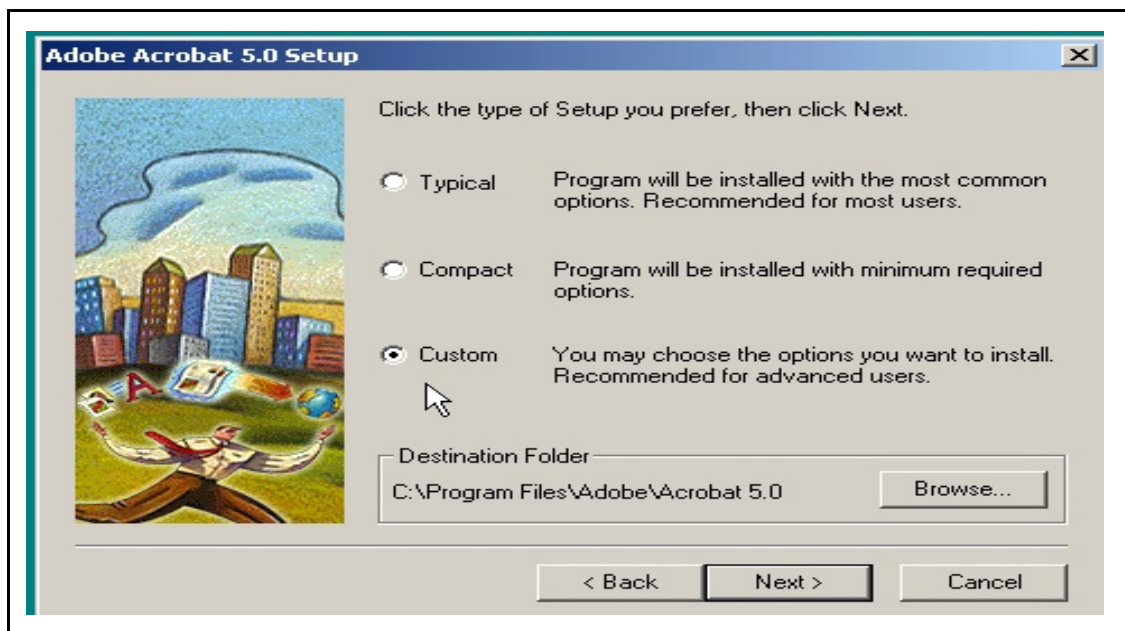 Adobe Acrobat 5.0 Setup
Click the type of Setup you prefer, then click Next.
Typical
Program will be installed with the most common
options. Recommended for most users.
Compact
Program will be installed with minimum required
options.
Custom
You may choose the options you want to install.
Recommended for advanced users.
A
Destination Folder
C:\Program Files\Adobe\Acrobat 5.0
Browse...
< Back
Next >
Cancel